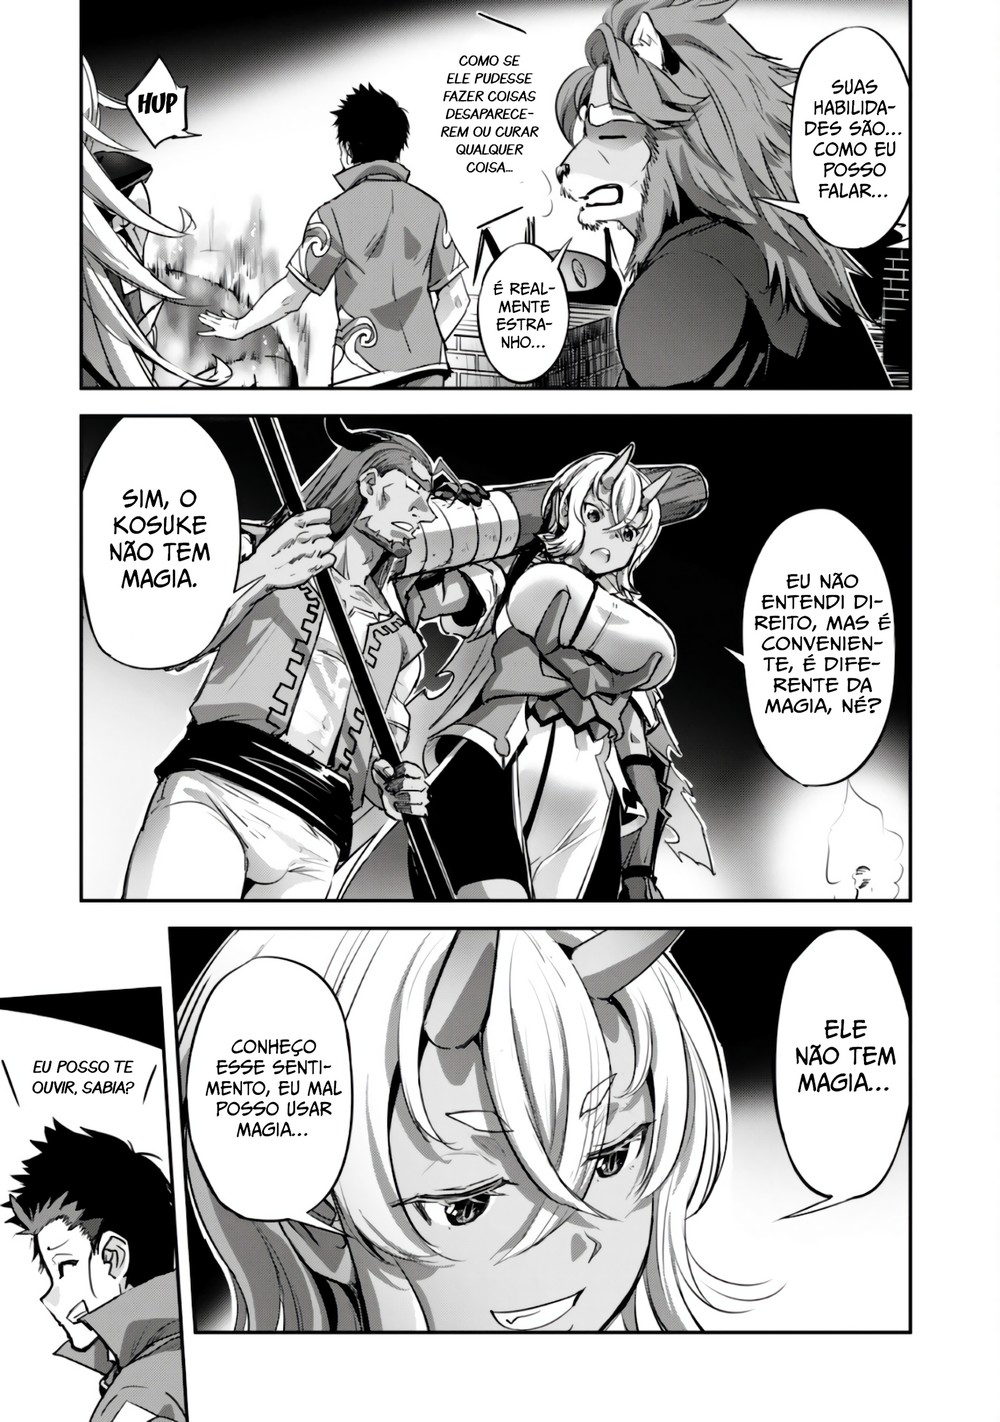 SUAS
HABILIDA-
DES SÃO...
COMO EU
POSSO
FALAR...
COMO SE
ELE PUDESSE
FAZER COISAS
DESAPARECE-
REM OU CURAR
QUALQUER
COISA...
É REAL-
MENTE
ESTRA-
NHO...
HUP
EU NÃO
ENTENDI DI-
REITO, MAS É
CONVENIEN-
TE, É DIFE-
RENTE DA
MAGIA, NÉ?
SIM, O
KOSUKE
NÃO TEM
MAGIA.
ELE
NÃO TEM
MAGIA...
CONHEÇO
ESSE SENTI-
MENTO, EU MAL
POSSO USAR
MAGIA...
EU POSSO TE
OUVIR, SABIA?